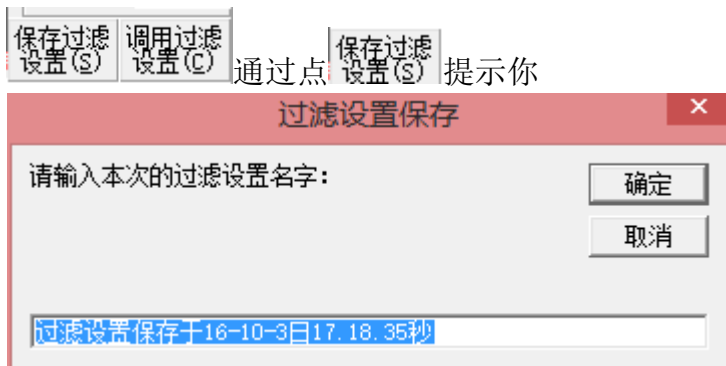 保存过滤设置(S) 调用过滤设置(C) 通过点 保存过滤设置(S) 提示你
过滤设置保存 ×
请输入本次的过滤设置名字:
确定
取消
过滤设置保存于16-10-3日17.18.35秒